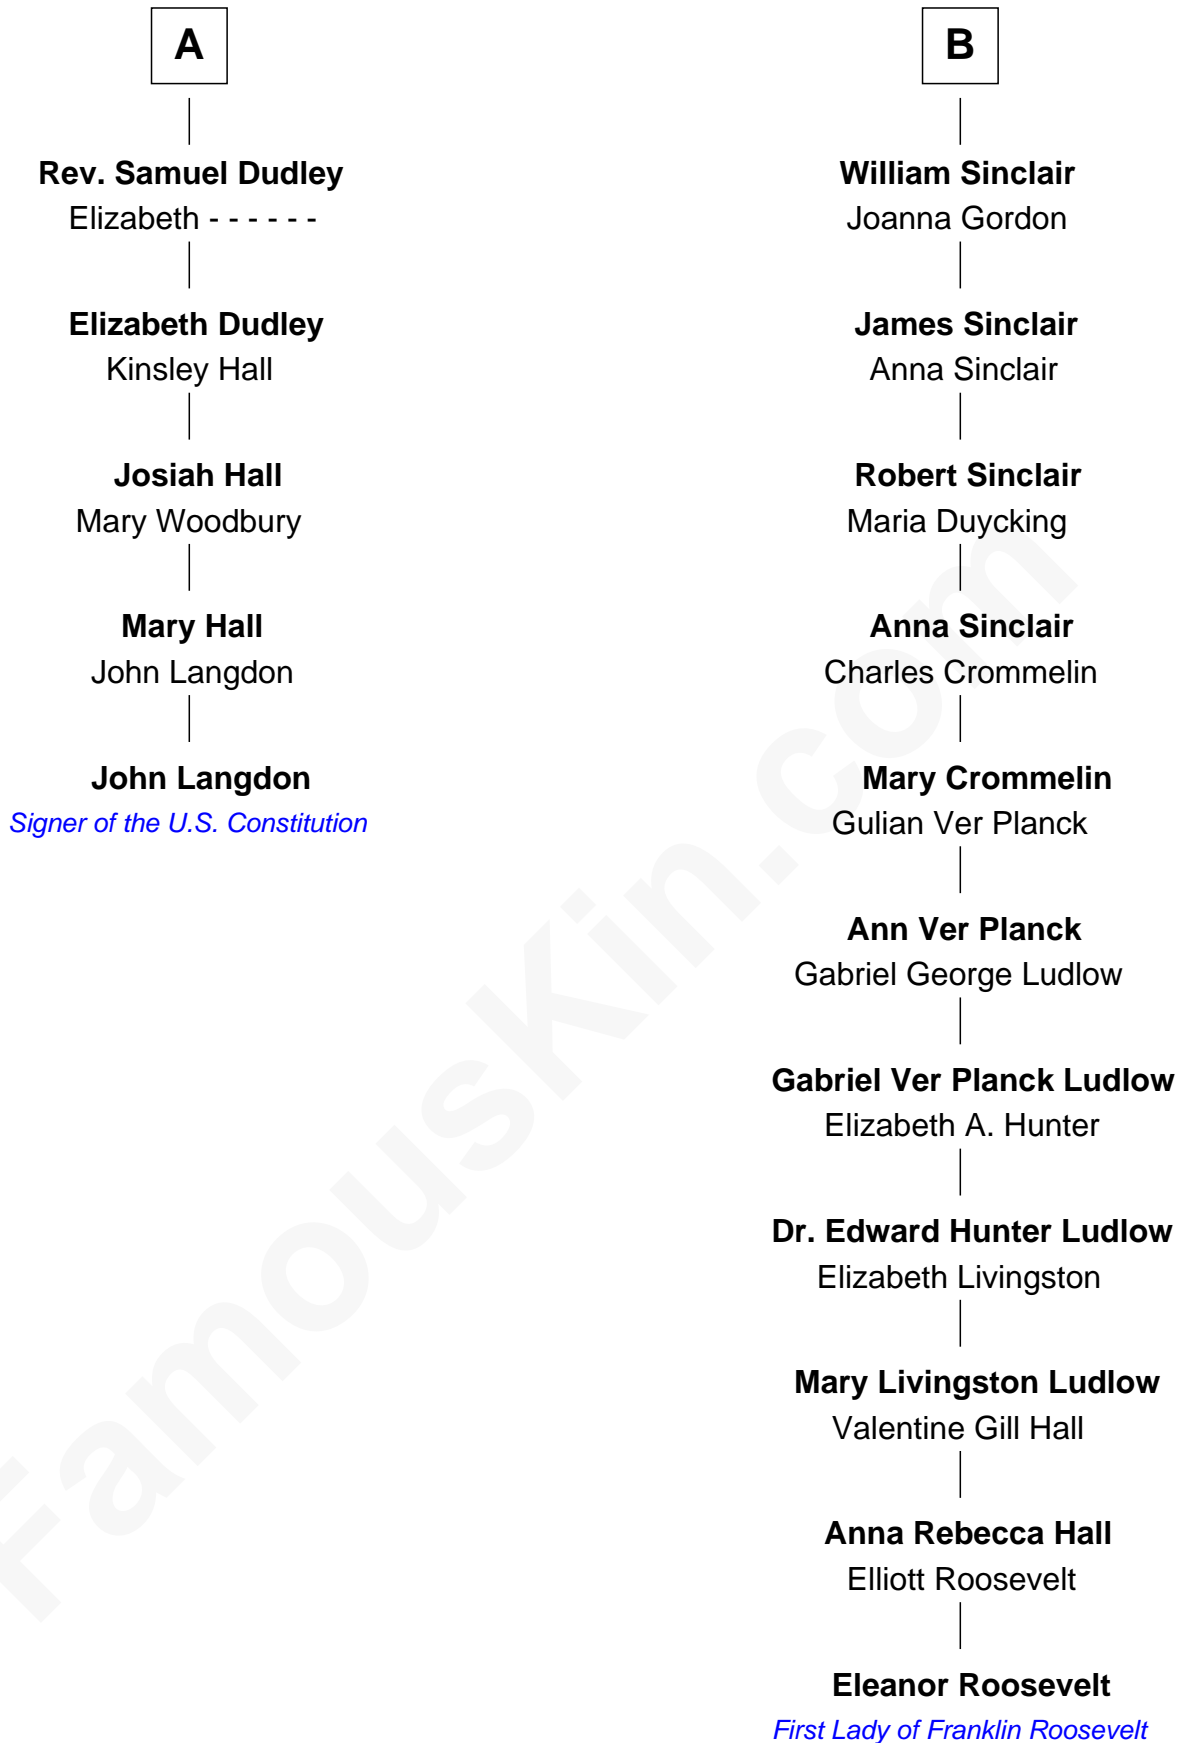 A
Rev. Samuel Dudley
Elizabeth - - - - - -
Elizabeth Dudley
Kinsley Hall
Josiah Hall
Mary Woodbury
Mary Hall
John Langdon
John Langdon
Signer of the U.S. Constitution
B
William Sinclair
Joanna Gordon
James Sinclair
Anna Sinclair
Robert Sinclair
Maria Duycking
Anna Sinclair
Charles Crommelin
Mary Crommelin
Gulian Ver Planck
Ann Ver Planck
Gabriel George Ludlow
Gabriel Ver Planck Ludlow
Elizabeth A. Hunter
Dr. Edward Hunter Ludlow
Elizabeth Livingston
Mary Livingston Ludlow
Valentine Gill Hall
Anna Rebecca Hall
Elliott Roosevelt
Eleanor Roosevelt
First Lady of Franklin Roosevelt
FamousKin.com